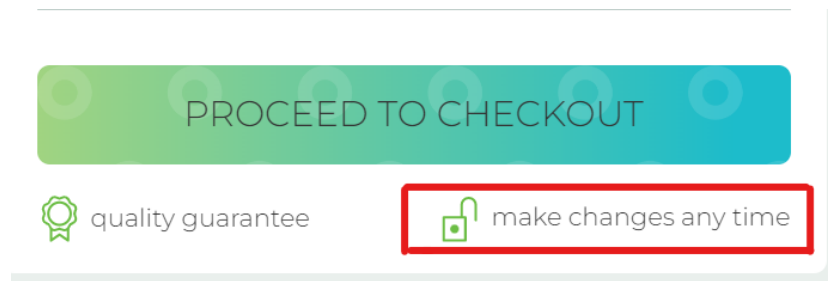 PROCEED TO CHECKOUT
quality guarantee
make changes any time